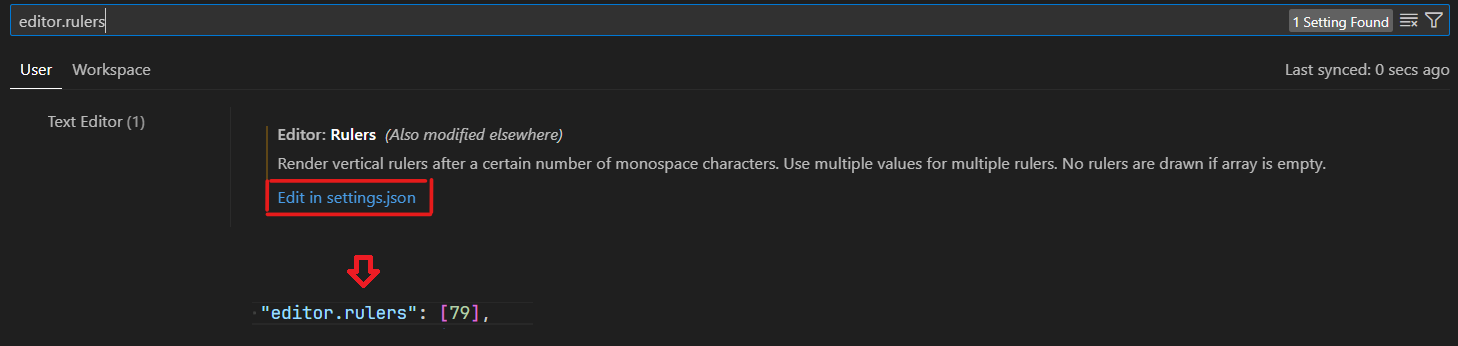 editor.rulers
1 Setting Found
User Workspace
Last synced: 0 secs ago
Text Editor (1)
Editor: Rulers (Also modified elsewhere)
Render vertical rulers after a certain number of monospace characters. Use multiple values for multiple rulers. No rulers are drawn if array is empty.
Edit in settings.json
"editor.rulers": [79],